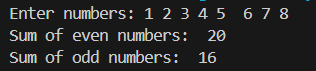 Enter numbers: 1 2 3 4 5  6 7 8
Sum of even numbers:  20
Sum of odd numbers:  16